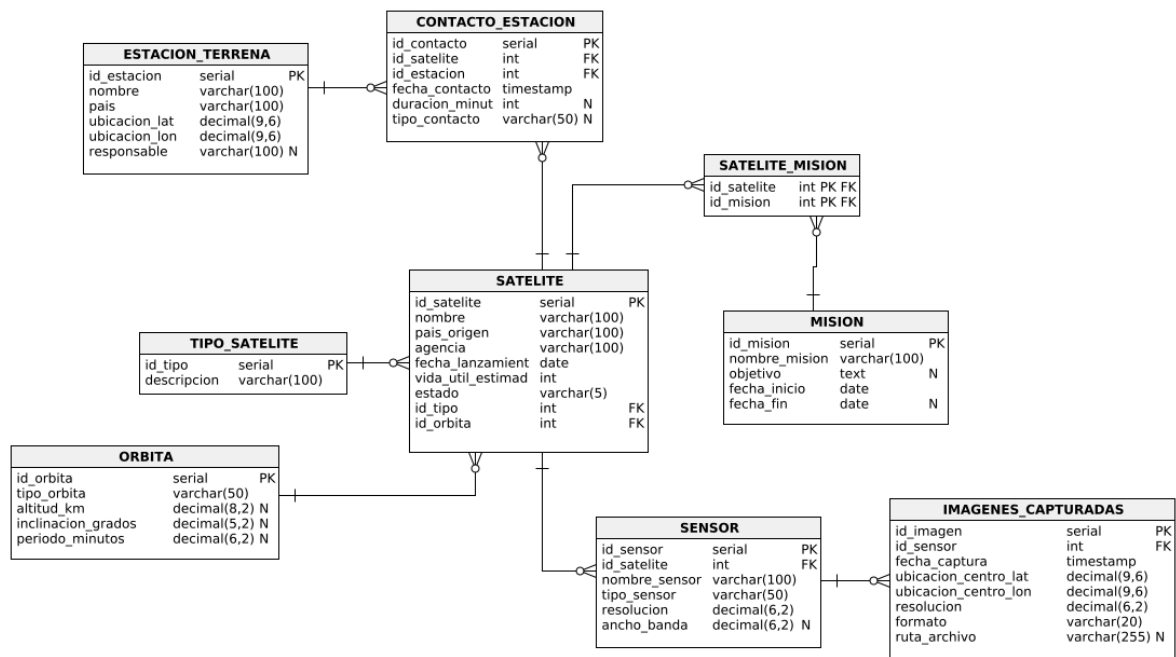 CONTACTO_ESTACION
id_contacto serial PK
id_satelite int FK
id_estacion int FK
fecha_contacto timestamp
duracion_minut int N
tipo_contacto varchar(50) N
ESTACION_TERRENA
id_estacion serial PK
nombre varchar(100)
pais varchar(100)
ubicacion_lat decimal(9,6)
ubicacion_lon decimal(9,6)
responsable varchar(100) N
SATELITE_MISION
id_satelite int PK FK
id_mision int PK FK
SATELITE
id_satelite serial PK
nombre varchar(100)
pais_origen varchar(100)
agencia varchar(100)
fecha_lanzamient date
vida_util_estimad int
estado varchar(5)
id_tipo int FK
id_orbita int FK
MISION
id_mision serial PK
nombre_mision varchar(100)
objetivo text N
fecha_inicio date
fecha_fin date N
TIPO_SATELITE
id_tipo serial PK
descripcion varchar(100)
ORBITA
id_orbita serial PK
tipo_orbita varchar(50)
altitud_km decimal(8,2) N
inclinacion_grados decimal(5,2) N
periodo_minutos decimal(6,2) N
SENSOR
id_sensor serial PK
id_satelite int FK
nombre_sensor varchar(100)
tipo_sensor varchar(50)
resolucion decimal(6,2)
ancho_banda decimal(6,2) N
IMAGENES_CAPTURADAS
id_imagen serial PK
id_sensor int FK
fecha_captura timestamp
ubicacion_centro_lat decimal(9,6)
ubicacion_centro_lon decimal(9,6)
resolucion decimal(6,2)
formato varchar(20)
ruta_archivo varchar(255) N